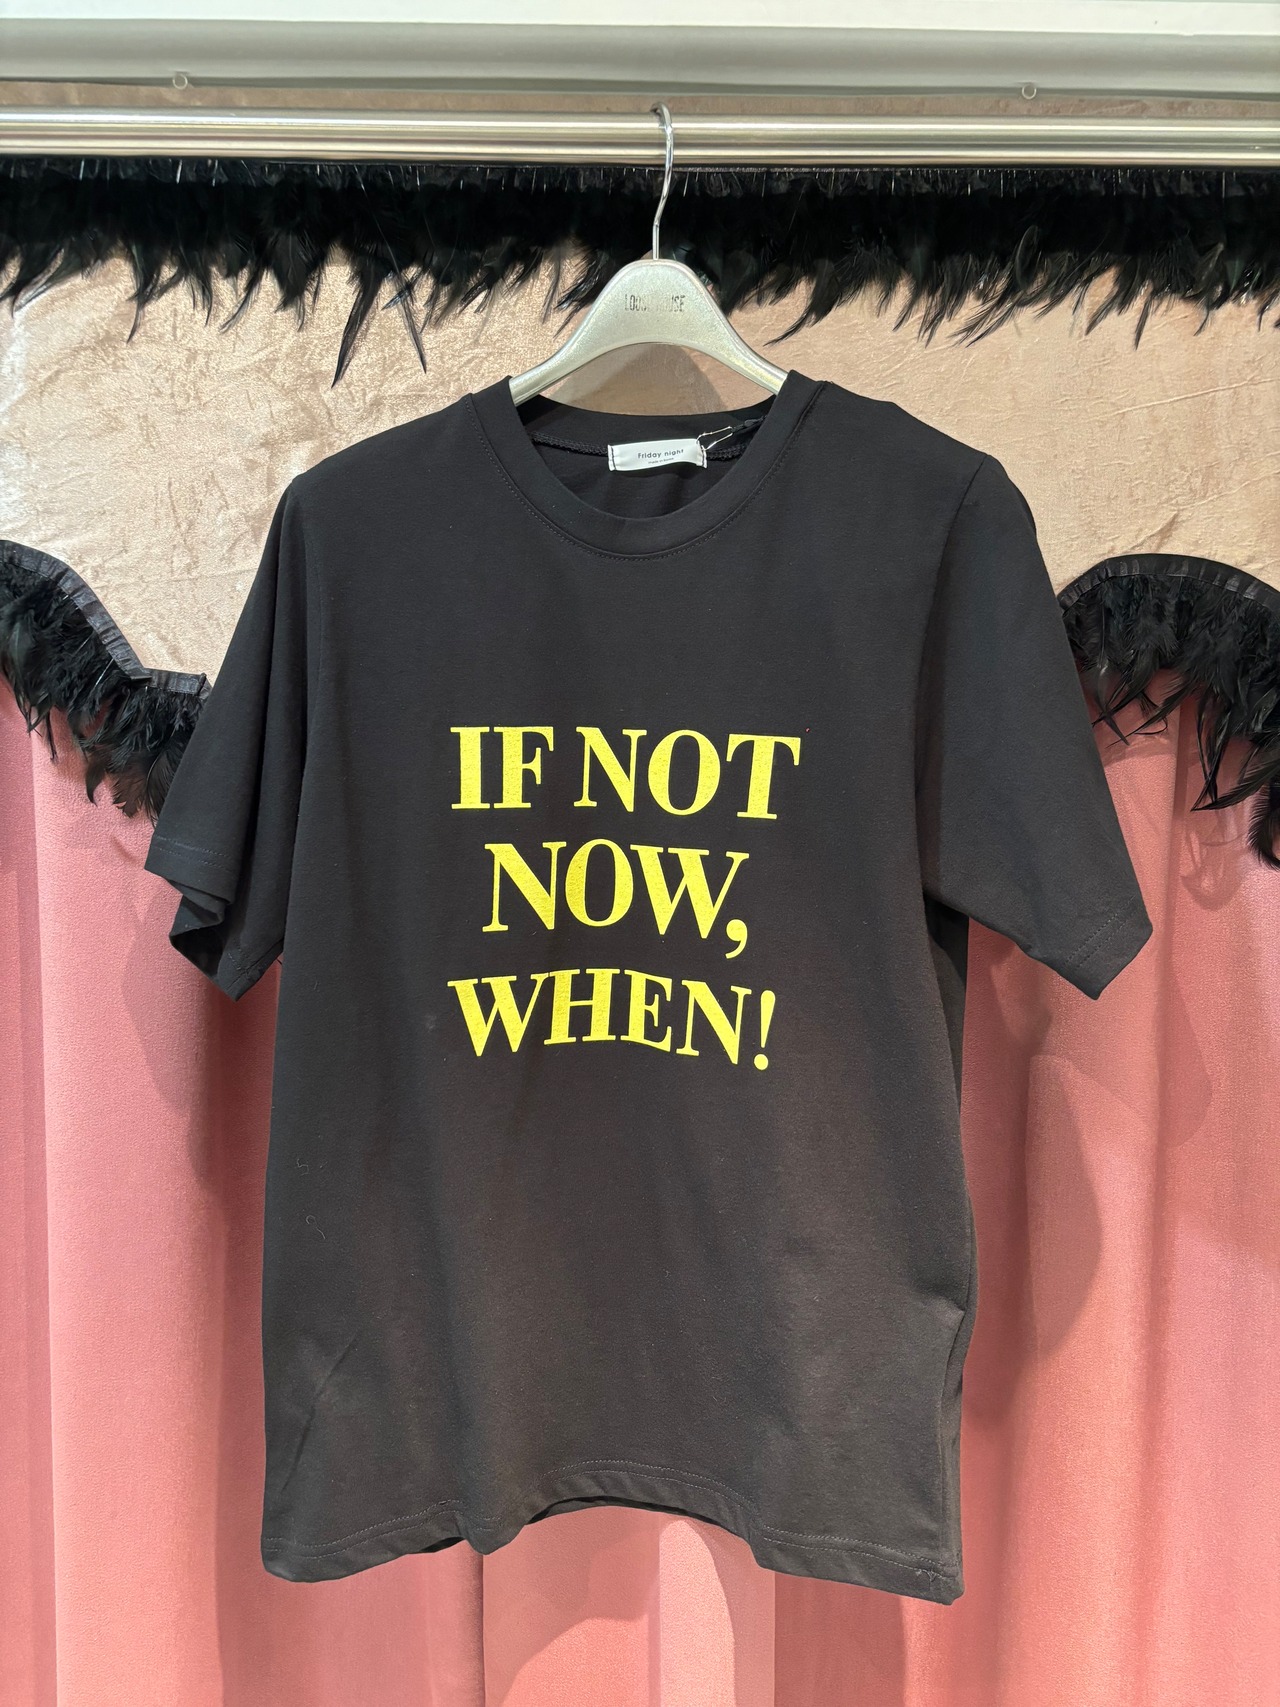 Friday night
IF NOT
NOW,
WHEN!